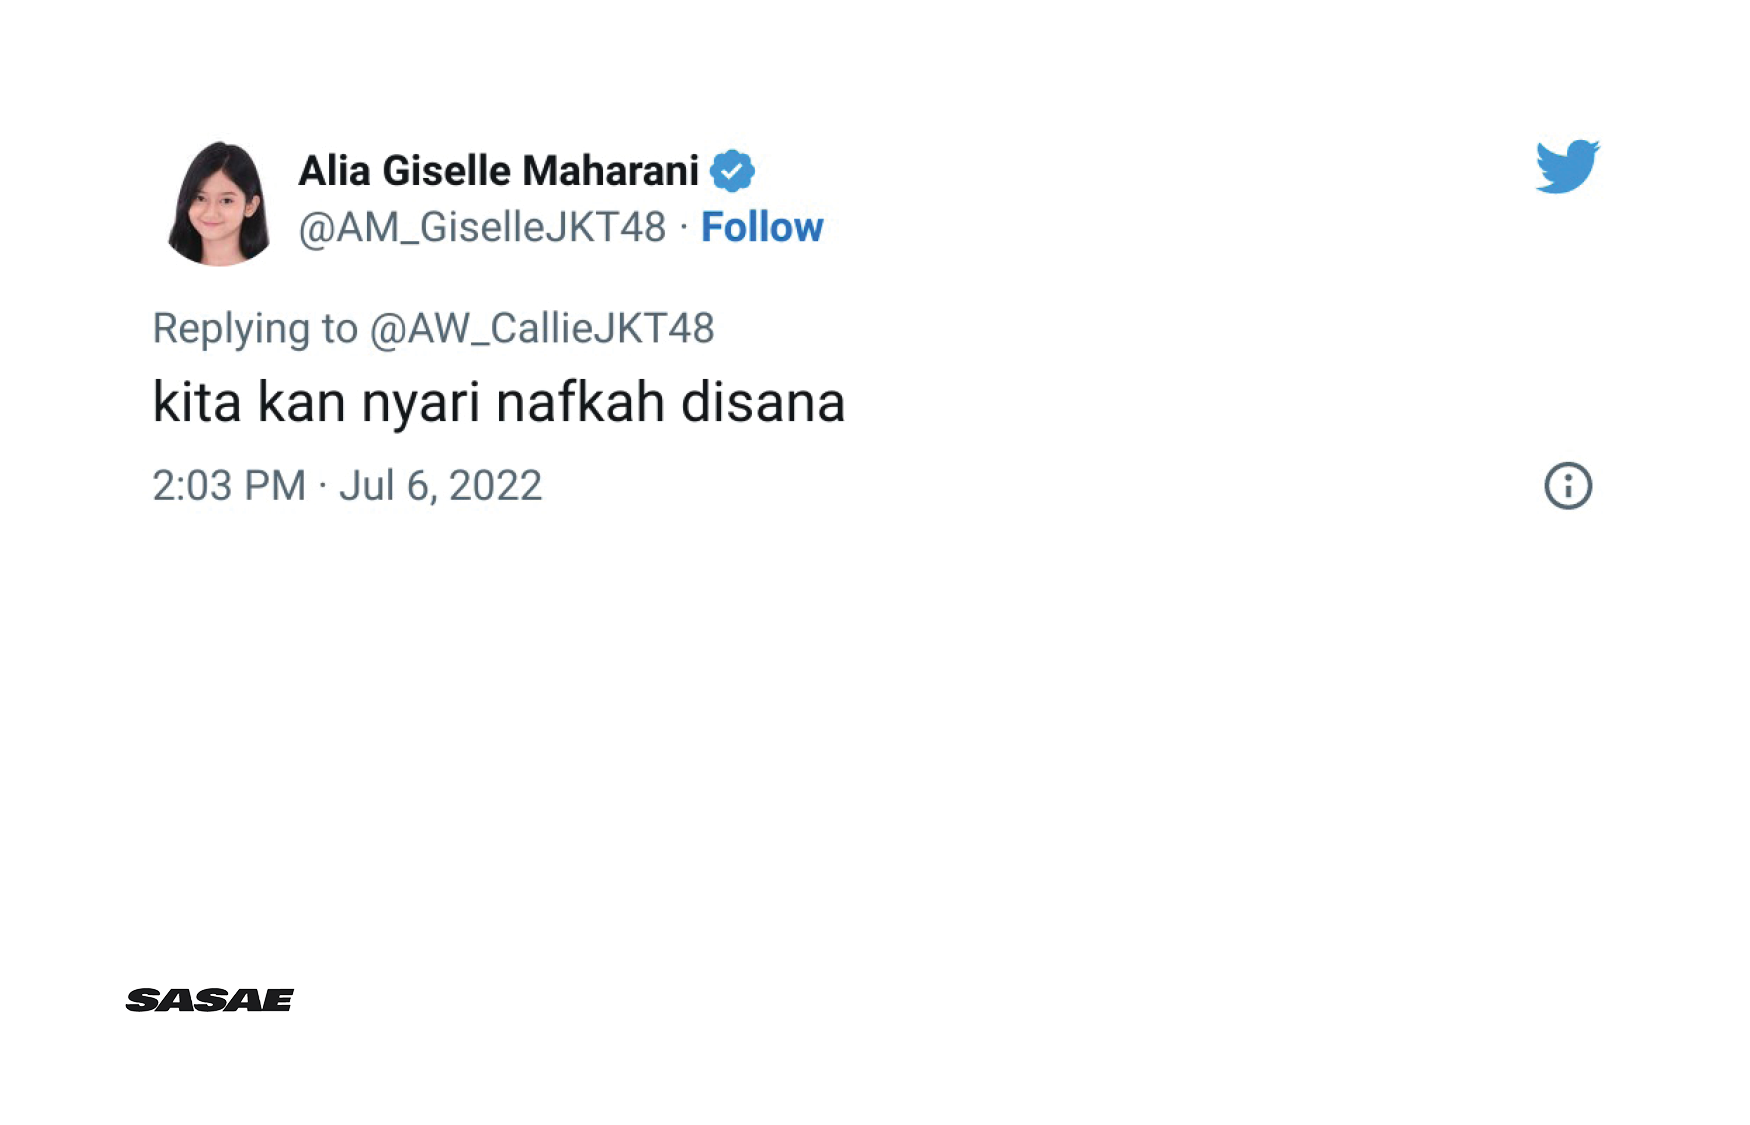 Alia Giselle Maharani
@AM_GiselleJKT48 · Follow
Replying to @AW_CallieJKT48
kita kan nyari nafkah disana
2:03 PM · Jul 6, 2022
SASAE